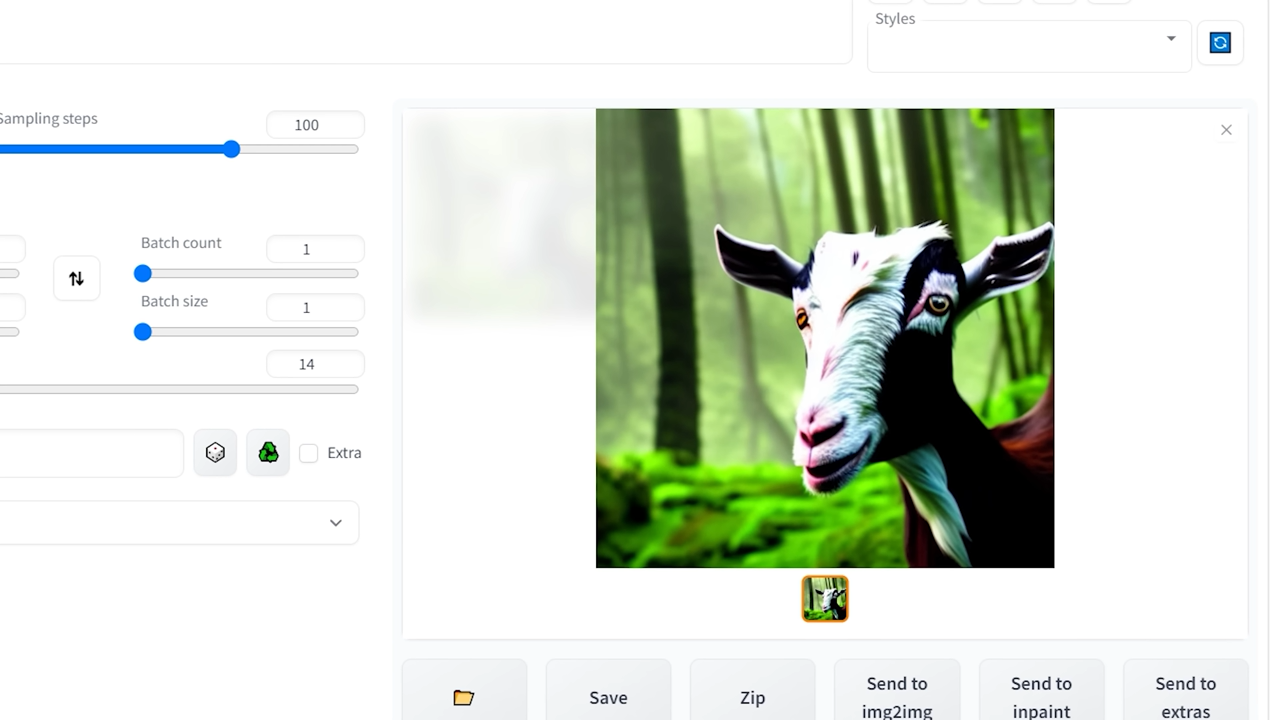 Styles
Sampling steps
100
Batch count
1
Batch size
1
14
Extra
Save
Zip
Send to
img2img
Send to
inpaint
Send to
extras